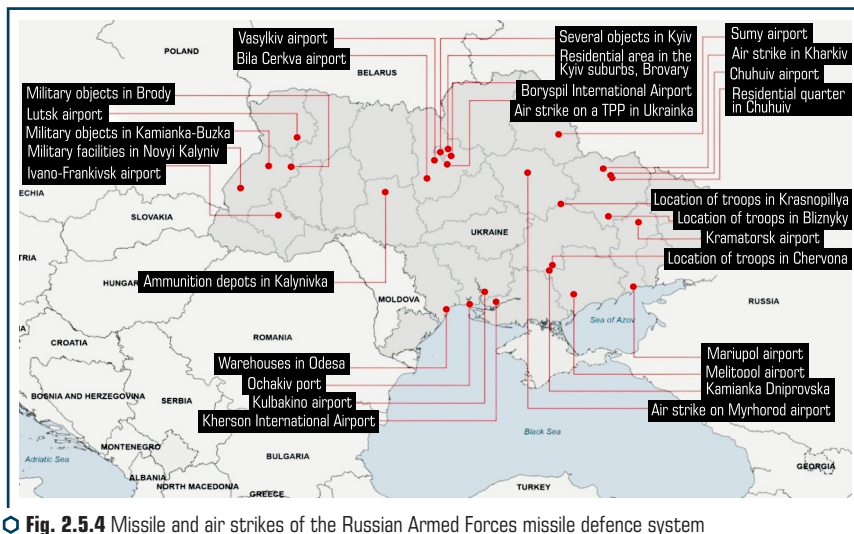 POLAND
BELARUS
Vasylkiv airport
Bila Cerkva airport
Several objects in Kyiv
Residential area in the
Kyiv suburbs, Brovary
Boryspil International Airport
Air strike on a TPP in Ukrainka
Sumy airport
Air strike in Kharkiv
Chuhuiv airport
Residential quarter
in Chuhuiv
Military objects in Brody
Lutsk airport
Military objects in Kamianka-Buzka
Military facilities in Novyi Kalyniv
Ivano-Frankivsk airport
ECHIA
SLOVAKIA
TRIA
HUNGAR
UKRAINE
Location of troops in Krasnopillya
Location of troops in Bliznyky
Kramatorsk airport
Location of troops in Chervona
Ammunition depots in Kalynivka
MOLDOVA
RUSSIA
Sea of Azov
IA
CROATIA
ROMANIA
BOSNIA AND HERZEGOVINA
SERBIA
Warehouses in Odesa
Ochakiv port
Kulbakino airport
Kherson International Airport
Mariupol airport
Melitopol airport
Kamianka Dniprovska
Air strike on Myrhorod airport
MONTENEGRO
Adriatic Sea
BULGARIA
Black Sea
GEORGIA
ALBANIA
NORTH MACEDONIA
GREECE
TURKEY
Fig. 2.5.4 Missile and air strikes of the Russian Armed Forces missile defence system